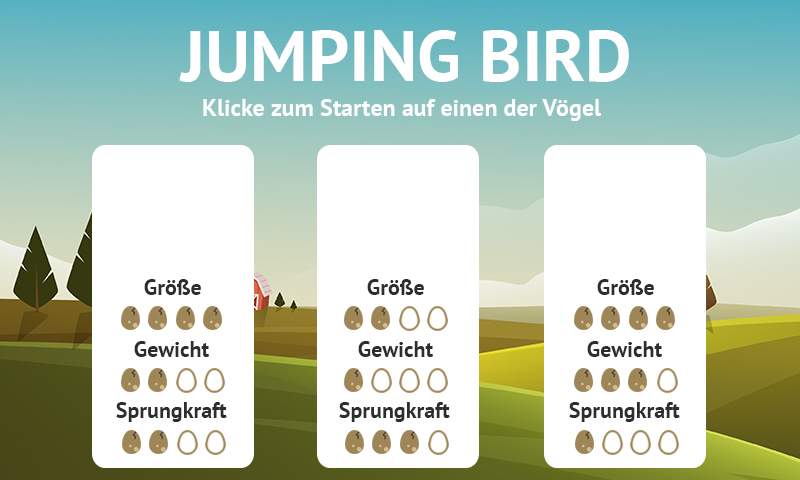 JUMPING BIRD
Klicke zum Starten auf einen der Vögel
Größe
Gewicht
Sprungkraft
Größe
Gewicht
Sprungkraft
Größe
Gewicht
Sprungkraft